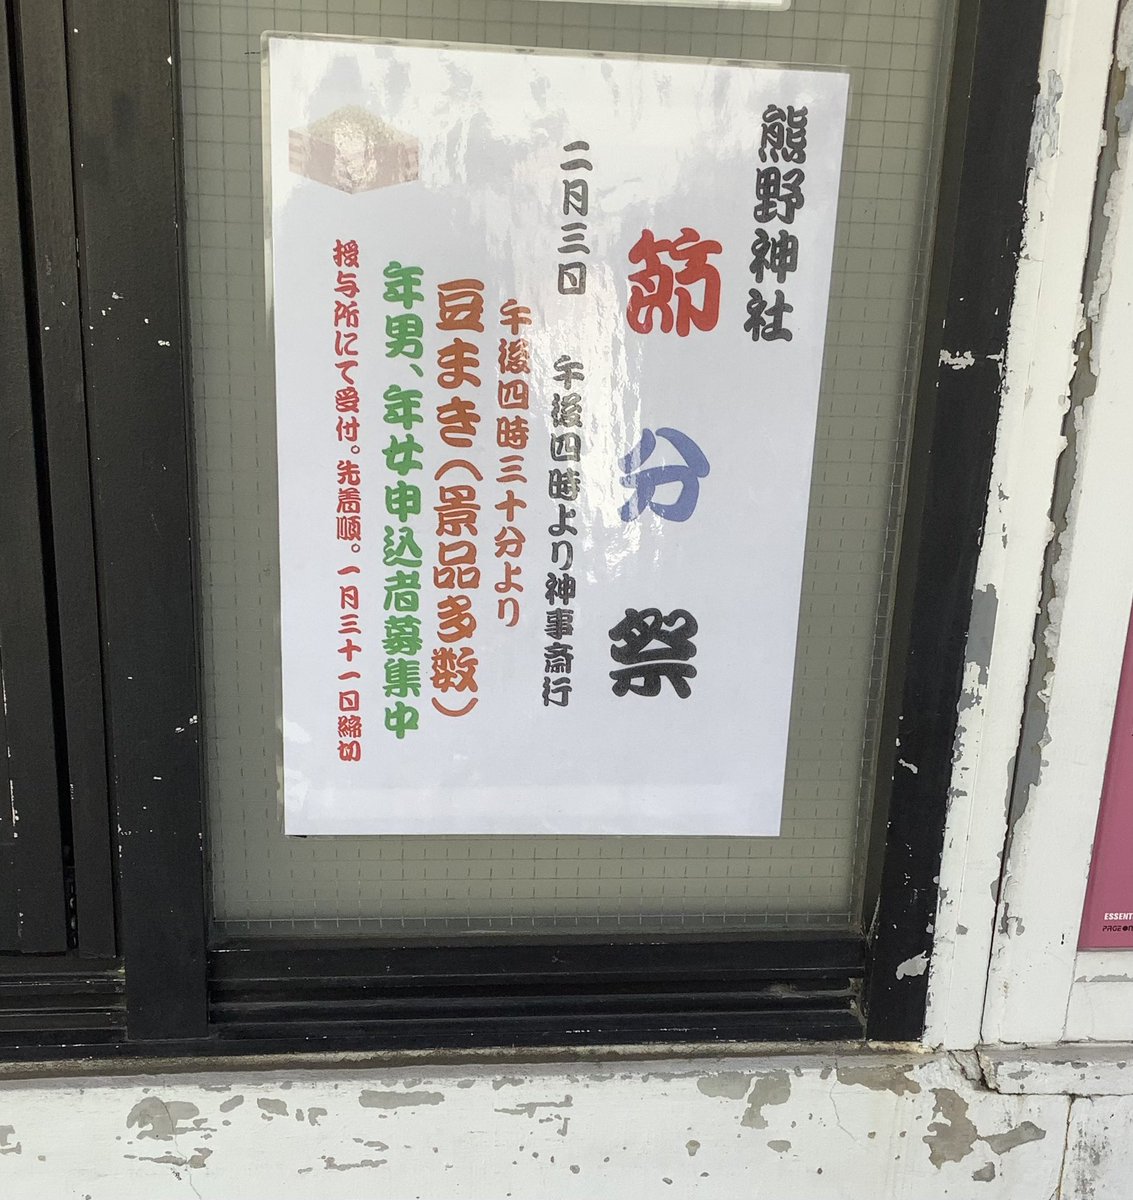 熊野神社
節分祭
二月三日　午後四時より神事斎行
午後四時三十分より
豆まき（景品多数）
年男、年女申込者募集中
授与所にて受付。先着順。一月三十一日締切